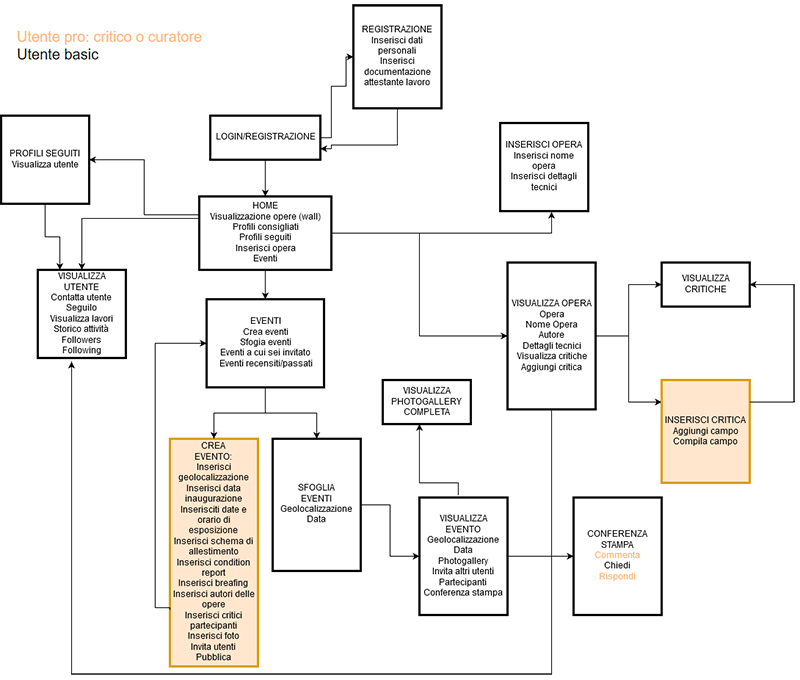 Utente pro: critico o curatore
Utente basic
REGISTRAZIONE
Inserisci dati
personali
Inserisci
documentazione
attestante lavoro
LOGIN/REGISTRAZIONE
PROFILI SEGUITI
Visualizza utente
INSERISCI OPERA
Inserisci nome
opera
Inserisci dettagli
tecnici
HOME
Visualizzazione opere (wall)
Profili consigliati
Profili seguiti
Inserisci opera
Eventi
VISUALIZZA
UTENTE
Contatta utente
Seguilo
Visualizza lavori
Storico attività
Followers
Following
EVENTI
Crea eventi
Sfogia eventi
Eventi a cui sei invitato
Eventi recensiti/passati
VISUALIZZA OPERA
Opera
Nome Opera
Autore
Dettagli tecnici
Visualizza critiche
Aggiungi critica
VISUALIZZA
CRITICHE
INSERISCI CRITICA
Aggiungi campo
Compila campo
VISUALIZZA
PHOTOGALLERY
COMPLETA
CREA
EVENTO:
Inserisci
geolocalizzazione
Inserisci data
inaugurazione
Inserisciti date e
orario di
esposizione
Inserisci schema di
allestimento
Inserisci condition
report
Inserisci breafing
Inserisci autori delle
opere
Inserisci critici
partecipanti
Inserisci foto
Invita utenti
Pubblica
SFOGLIA
EVENTI
Geolocalizzazione
Data
VISUALIZZA
EVENTO
Geolocalizzazione
Data
Photogallery
Invita altri utenti
Partecipanti
Conferenza stampa
CONFERENZA
STAMPA
Commenta
Chiedi
Rispondi